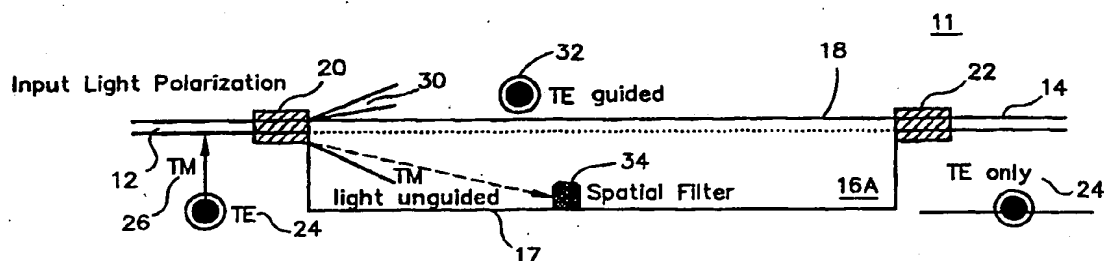 11
32
20
30
18
22
14
Input Light Polarization
TE guided
12
TM
26
TE
24
TM
light unguided
34
Spatial Filter
16A
17
TE only
24